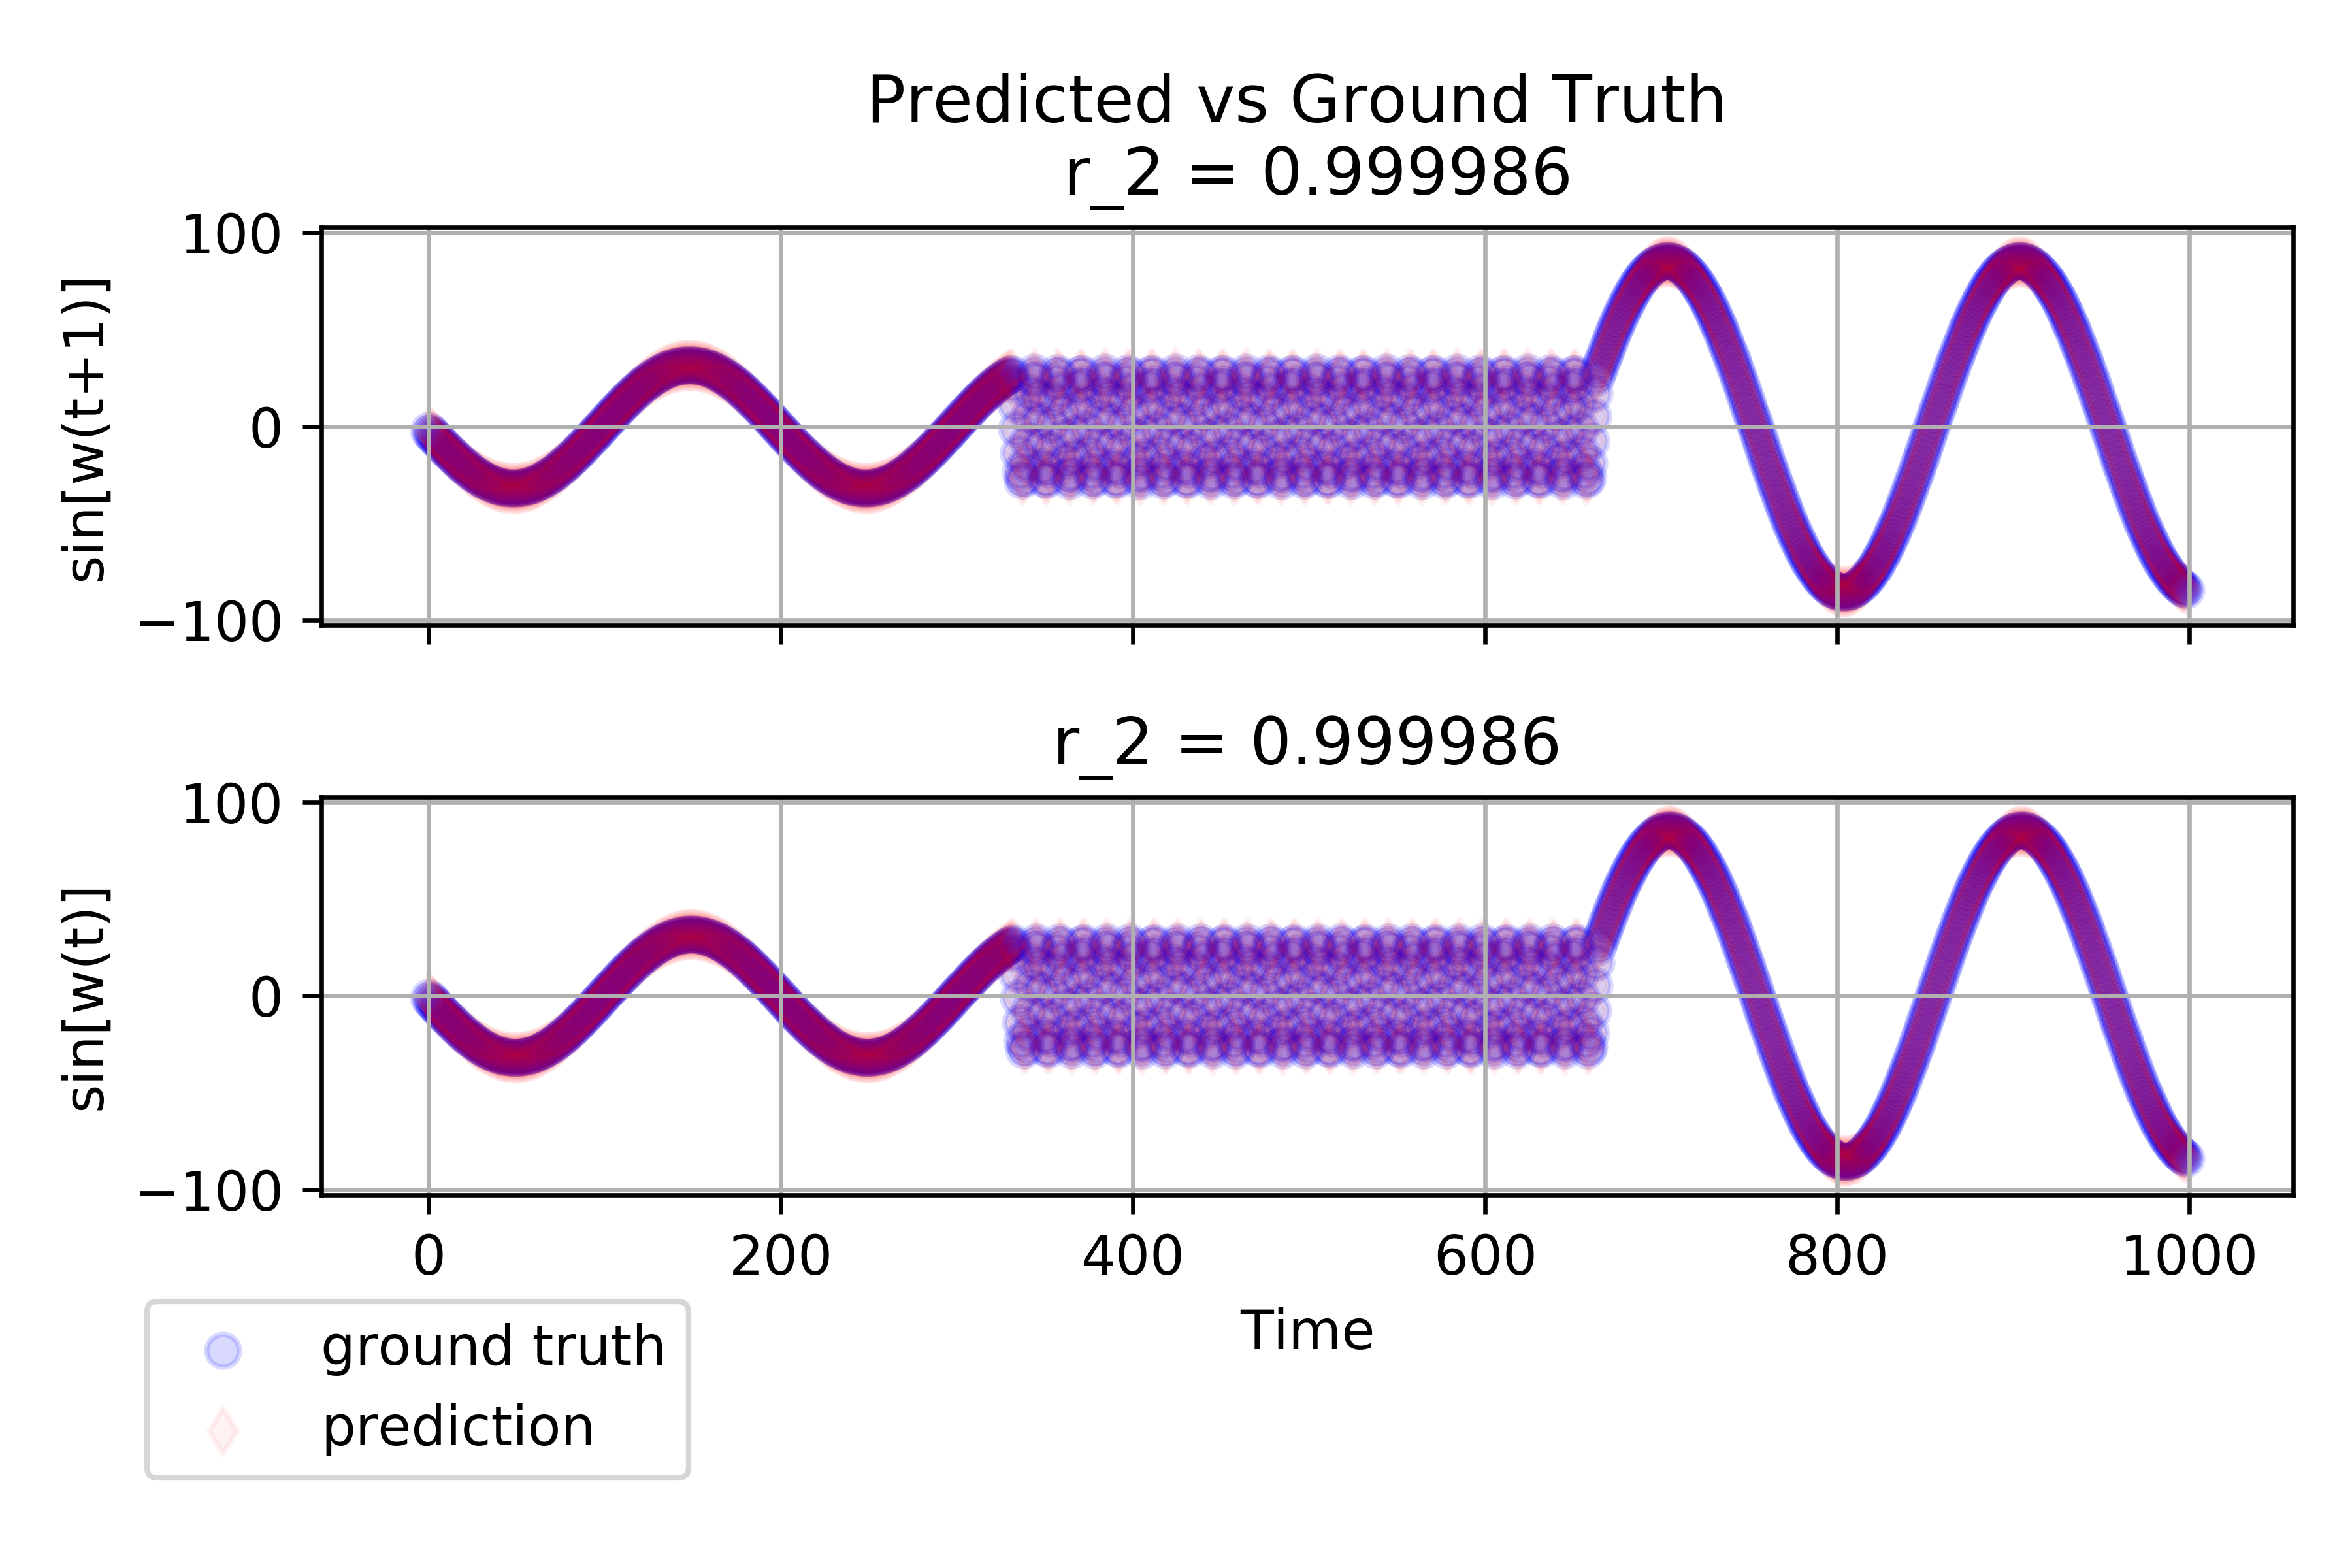 Predicted vs Ground Truth
r_2 = 0.999986
sin[w(t+1)]
100
0
−100
r_2 = 0.999986
sin[w(t)]
100
0
−100
0 200 400 600 800 1000
Time
ground truth
prediction